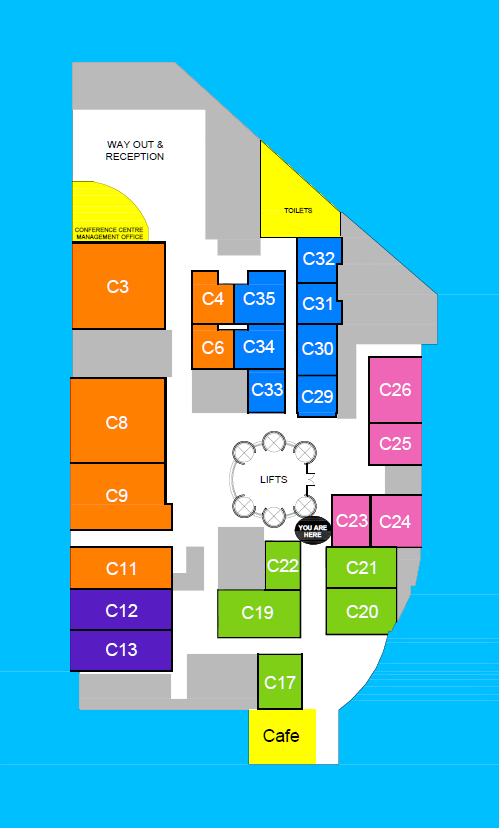 WAY OUT &
RECEPTION
TOILETS
CONFERENCE CENTRE
MANAGEMENT OFFICE
C3
C32
C4
C35
C31
C6
C34
C30
C33
C29
C26
C8
C25
LIFTS
C9
YOU ARE
HERE
C23
C24
C11
C22
C21
C12
C19
C20
C13
C17
Cafe